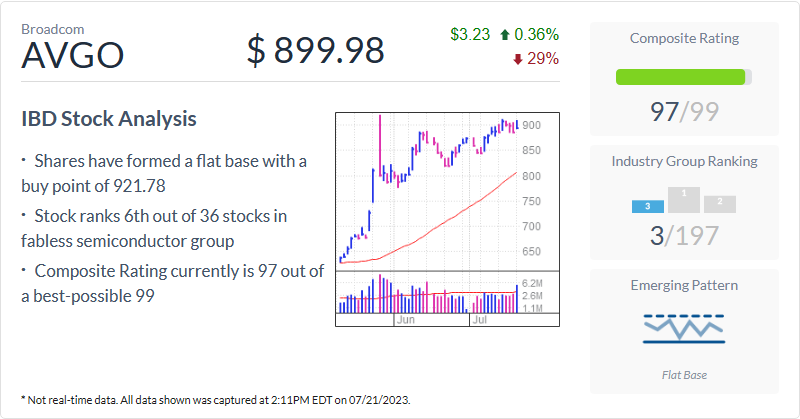 Broadcom
AVGO
$ 899.98
$3.23 0.36%
29%
IBD Stock Analysis
· Shares have formed a flat base with a
buy point of 921.78
· Stock ranks 6th out of 36 stocks in
fabless semiconductor group
· Composite Rating currently is 97 out of
a best-possible 99
900
850
800
750
700
650
6.2M
2.6M
1.1M
Jun
Jul
Composite Rating
97/99
Industry Group Ranking
3
1
2
3/197
Emerging Pattern
Flat Base
* Not real-time data. All data shown was captured at 2:11PM EDT on 07/21/2023.